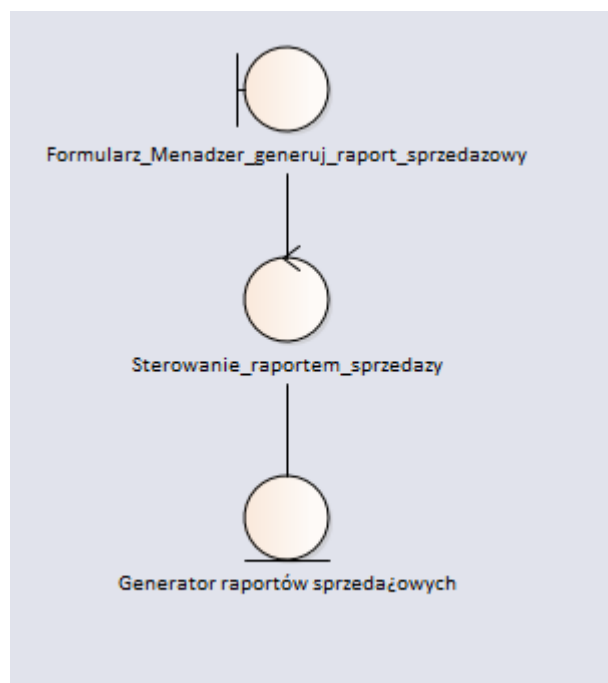 Formularz_Menadzer_generuj_raport_sprzedazowy
Sterowanie_raportem_sprzedazy
Generator raportów sprzeda¿owych